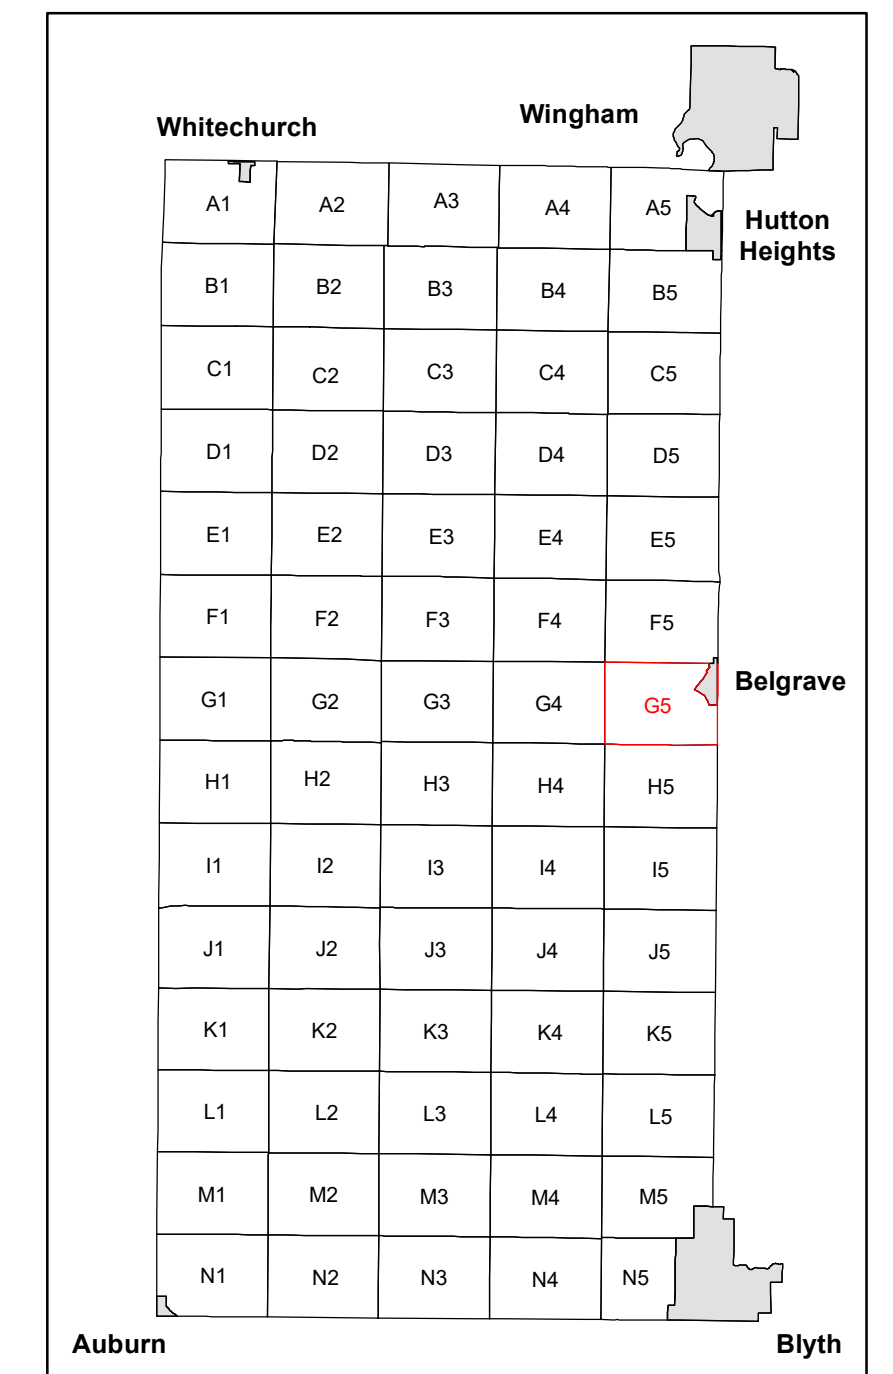 Wingham
Whitechurch
A1 A2 A3 A4 A5
Hutton
Heights
B1 B2 B3 B4 B5
C1 C2 C3 C4 C5
D1 D2 D3 D4 D5
E1 E2 E3 E4 E5
F1 F2 F3 F4 F5
G1 G2 G3 G4 G5 Belgrave
H1 H2 H3 H4 H5
I1 I2 I3 I4 I5
J1 J2 J3 J4 J5
K1 K2 K3 K4 K5
L1 L2 L3 L4 L5
M1 M2 M3 M4 M5
N1 N2 N3 N4 N5
Auburn Blyth